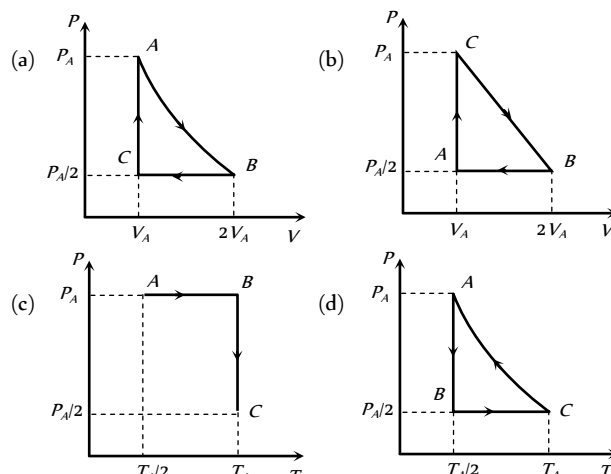 (a)
P
P_A
A
C
B
P_A/2
V_A
2V_A
V
(b)
P
P_A
C
A
B
P_A/2
V_A
2V_A
V
(c)
P
P_A
A
B
P_A/2
C
T_A/2
T_A
T
(d)
P
P_A
A
B
P_A/2
C
T_A/2
T_A
T